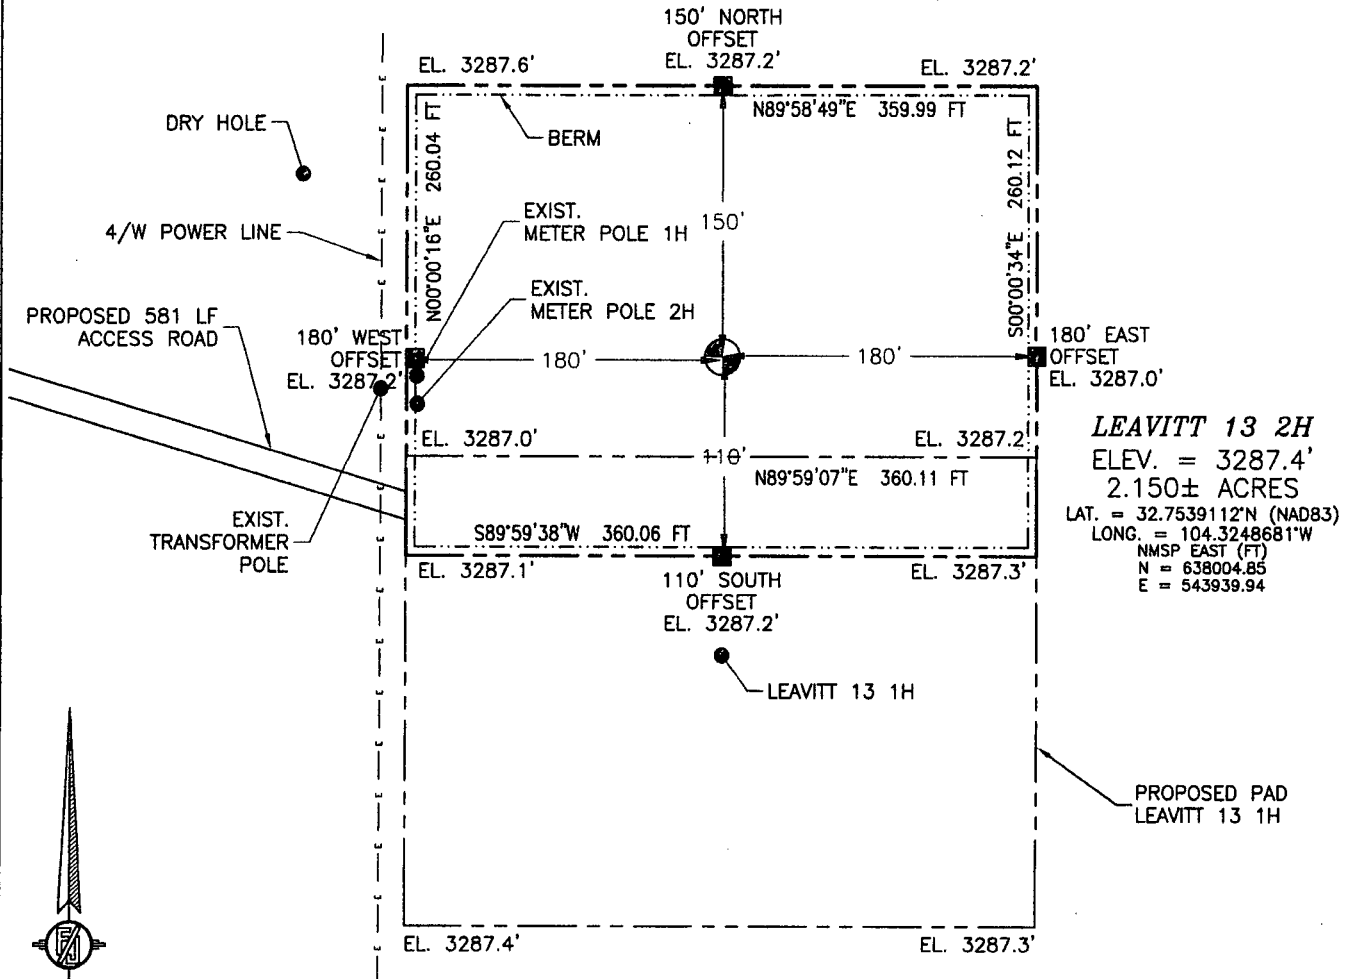 150' NORTH
OFFSET
EL. 3287.2'
EL. 3287.6'
EL. 3287.2'
N89°58'49"E 359.99 FT
DRY HOLE
BERM
260.04 FT
N00°00'16"E
260.12 FT
S00°00'34"E
EXIST.
METER POLE 1H
150'
4/W POWER LINE
EXIST.
METER POLE 2H
PROPOSED 581 LF
ACCESS ROAD
180' WEST
OFFSET
EL. 3287.2'
180'
180'
180' EAST
OFFSET
EL. 3287.0'
EL. 3287.0'
EL. 3287.2
110'
N89°59'07"E 360.11 FT
LEAVITT 13 2H
ELEV. = 3287.4'
2.150± ACRES
LAT. = 32.7539112°N (NAD83)
LONG. = 104.3248681°W
NMSP EAST (FT)
N = 638004.85
E = 543939.94
EXIST.
TRANSFORMER
POLE
S89°59'38"W 360.06 FT
EL. 3287.1'
EL. 3287.3'
110' SOUTH
OFFSET
EL. 3287.2'
LEAVITT 13 1H
PROPOSED PAD
LEAVITT 13 1H
EL. 3287.4'
EL. 3287.3'